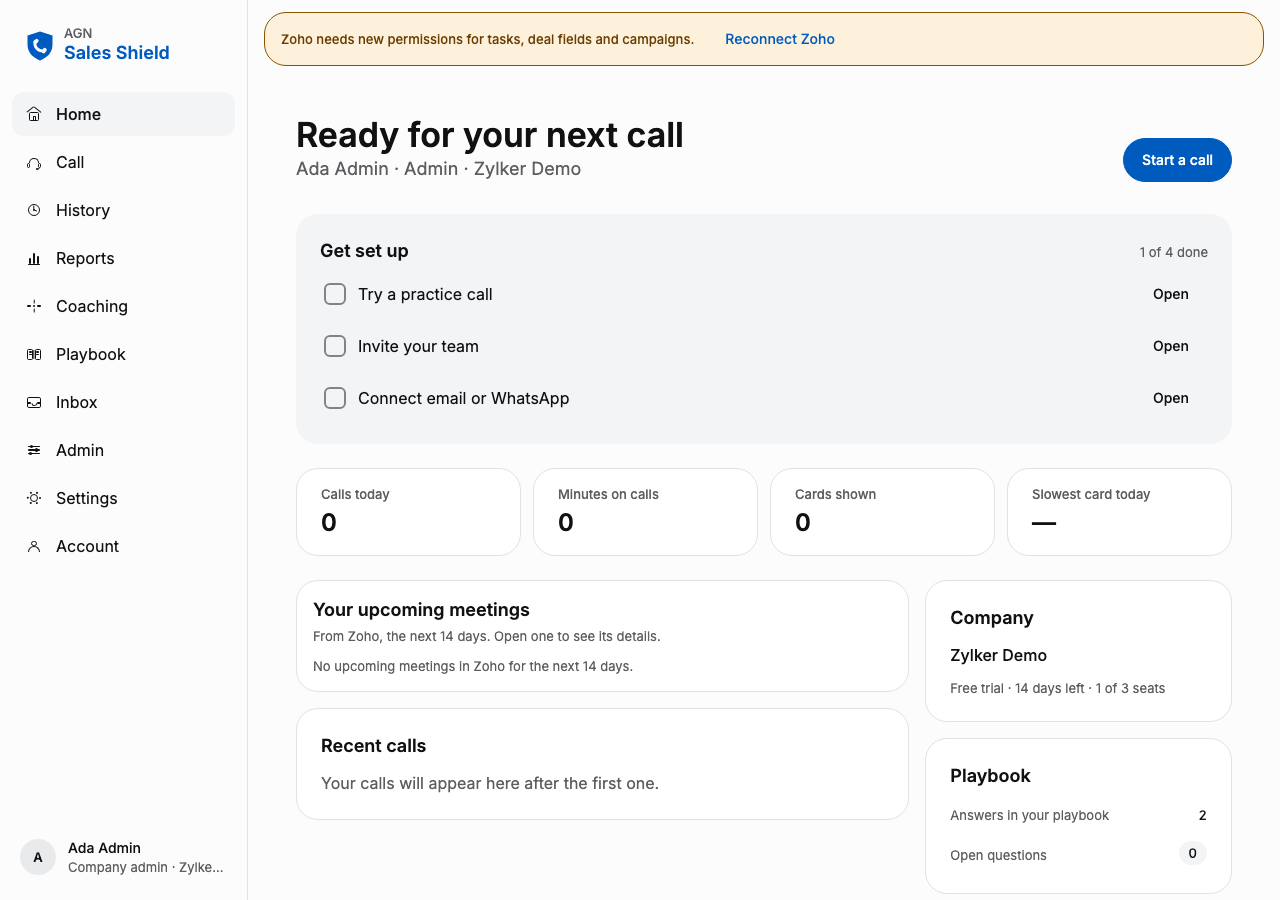 AGN
Sales Shield
Home
Call
History
Reports
Coaching
Playbook
Inbox
Admin
Settings
Account
A
Ada Admin
Company admin · Zylke...
Zoho needs new permissions for tasks, deal fields and campaigns. Reconnect Zoho
Ready for your next call
Ada Admin · Admin · Zylker Demo
Start a call
Get set up 1 of 4 done
Try a practice call Open
Invite your team Open
Connect email or WhatsApp Open
Calls today
0
Minutes on calls
0
Cards shown
0
Slowest card today
—
Your upcoming meetings
From Zoho, the next 14 days. Open one to see its details.
No upcoming meetings in Zoho for the next 14 days.
Recent calls
Your calls will appear here after the first one.
Company
Zylker Demo
Free trial · 14 days left · 1 of 3 seats
Playbook
Answers in your playbook 2
Open questions 0